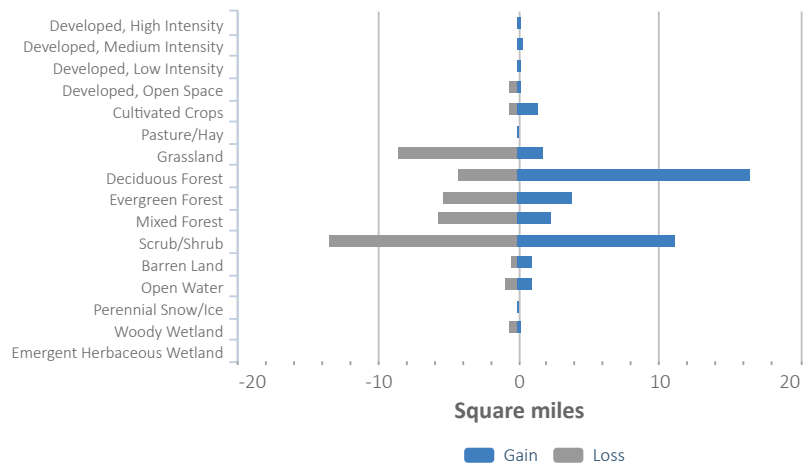 Developed, High Intensity
Developed, Medium Intensity
Developed, Low Intensity
Developed, Open Space
Cultivated Crops
Pasture/Hay
Grassland
Deciduous Forest
Evergreen Forest
Mixed Forest
Scrub/Shrub
Barren Land
Open Water
Perennial Snow/Ice
Woody Wetland
Emergent Herbaceous Wetland
-20 -10 0 10 20
Square miles
Gain Loss